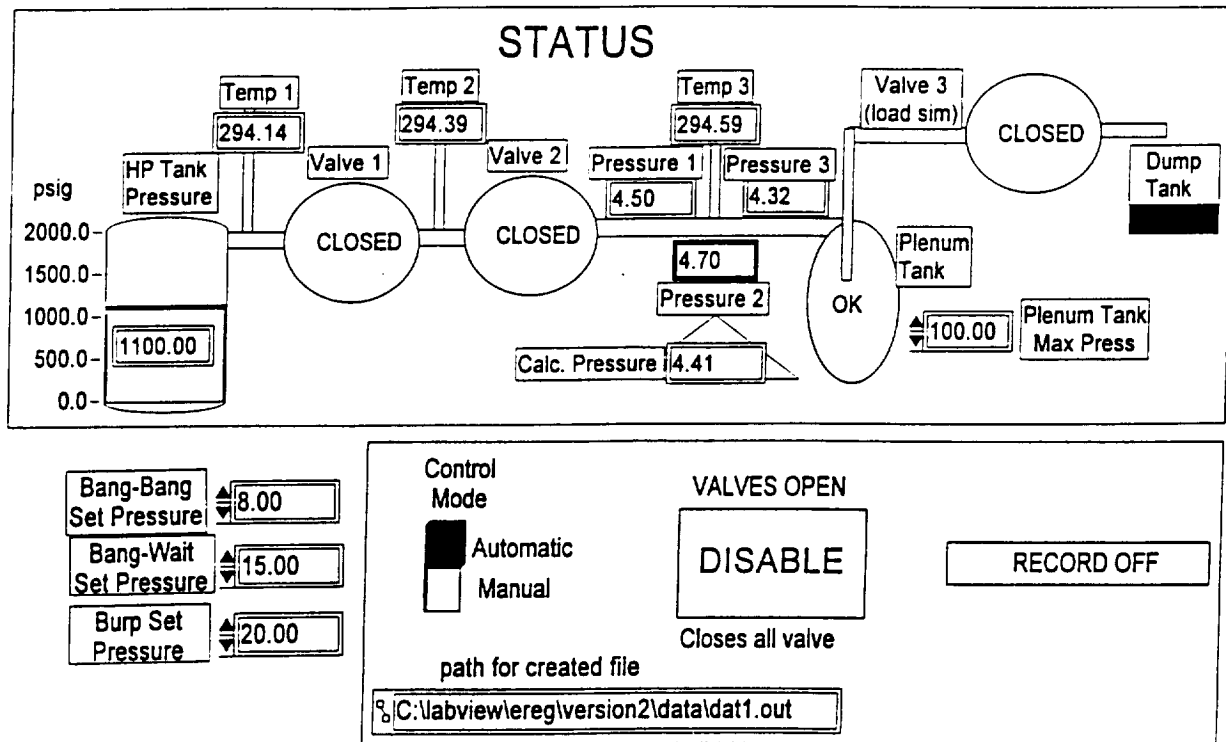 STATUS
Temp 1
294.14
Temp 2
294.39
Temp 3
294.59
Valve 3
(load sim)
CLOSED
Dump
Tank
psig
HP Tank
Pressure
Valve 1
CLOSED
Valve 2
CLOSED
Pressure 1
4.50
Pressure 3
4.32
2000.0
1500.0
1000.0
500.0
0.0
1100.00
4.70
Pressure 2
Calc. Pressure
4.41
OK
Plenum
Tank
100.00
Plenum Tank
Max Press
Bang-Bang
Set Pressure
8.00
Bang-Wait
Set Pressure
15.00
Burp Set
Pressure
20.00
Control
Mode
Automatic
Manual
VALVES OPEN
DISABLE
Closes all valve
RECORD OFF
path for created file
C:\labview\ereg\version2\data\dat1.out